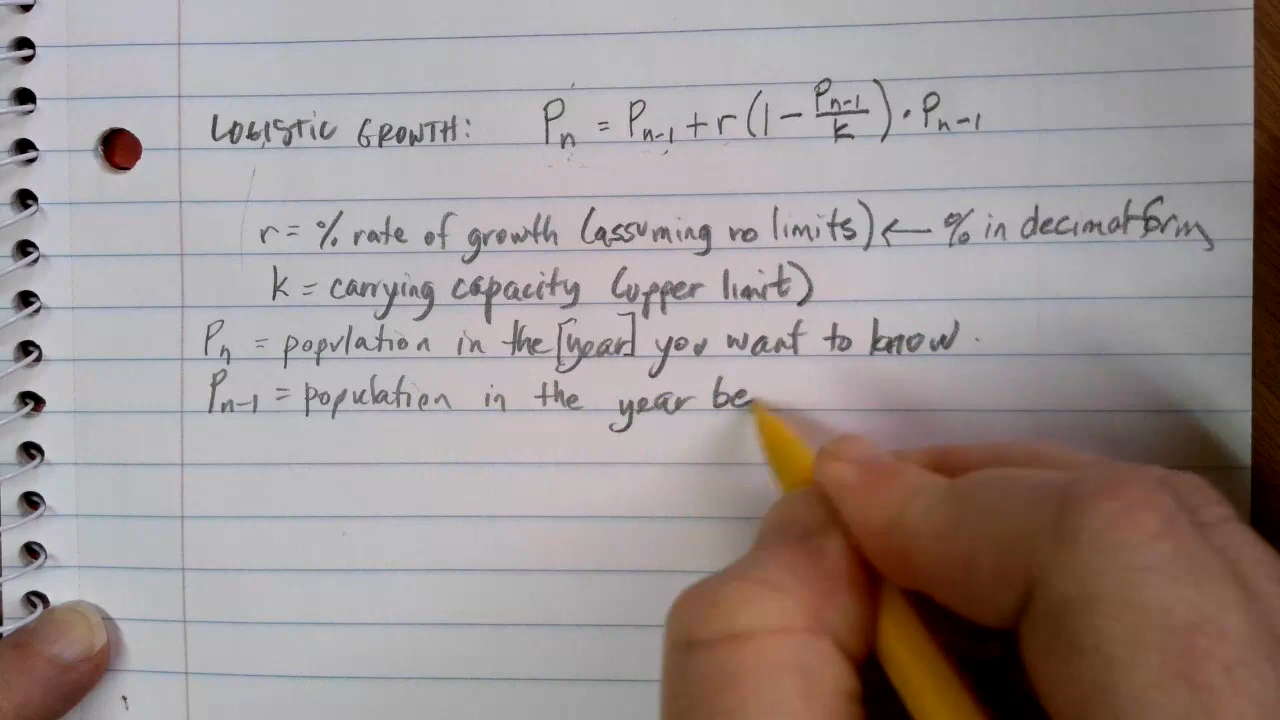 LOGISTIC GROWTH: Pₙ = Pₙ₋₁ + r(1 - Pₙ₋₁/K) · Pₙ₋₁
r = % rate of growth (assuming no limits) ← % in decimal form
K = carrying capacity (upper limit)
Pₙ = population in the [year] you want to know.
Pₙ₋₁ = population in the year be